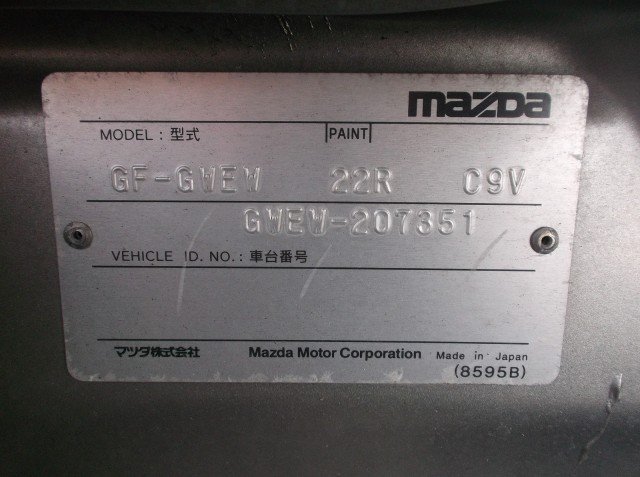 mazda
MODEL : 型式 PAINT
GF-GWEW 22R C9V
GWEW-207351
VEHICLE ID. NO. : 車台番号
マツダ株式会社 Mazda Motor Corporation Made in Japan
(8595B)